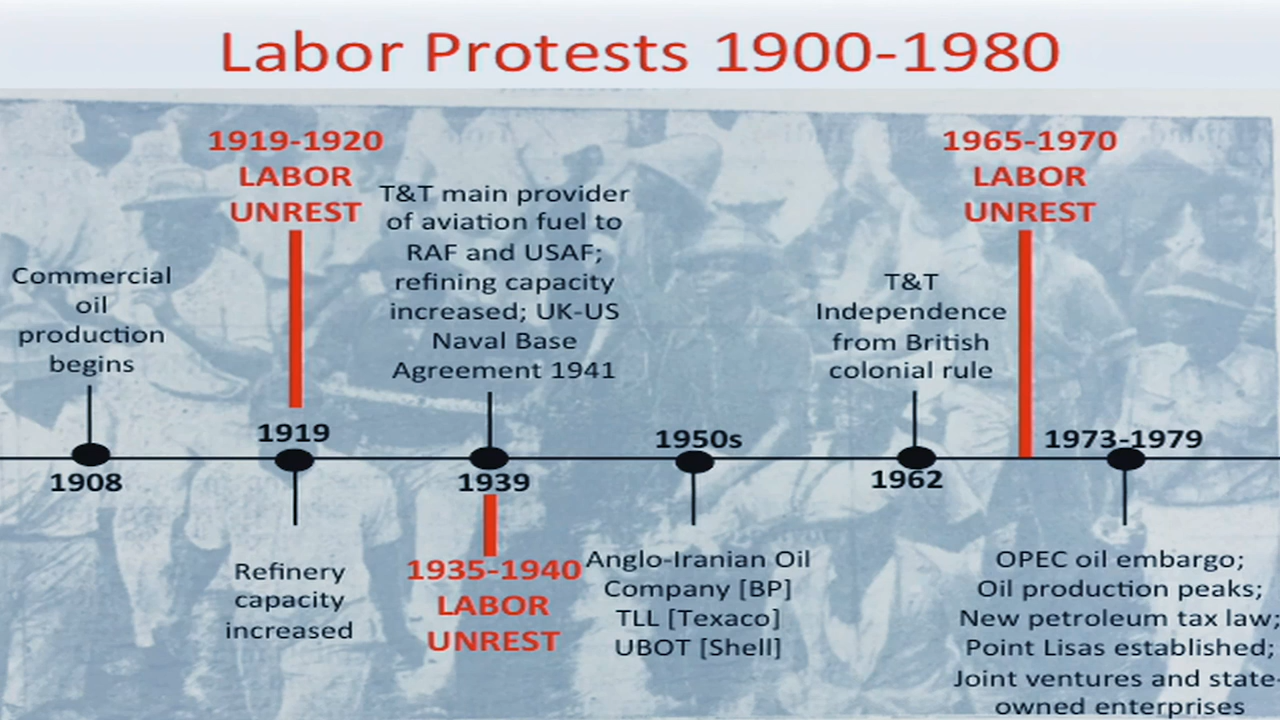 Labor Protests 1900-1980
1919-1920
LABOR
UNREST
1965-1970
LABOR
UNREST
Commercial
oil
production
begins
T&T main provider
of aviation fuel to
RAF and USAF;
refining capacity
increased; UK-US
Naval Base
Agreement 1941
T&T
Independence
from British
colonial rule
1908
1919
1939
1950s
1962
1973-1979
Refinery
capacity
increased
1935-1940
LABOR
UNREST
Anglo-Iranian Oil
Company [BP]
TLL [Texaco]
UBOT [Shell]
OPEC oil embargo;
Oil production peaks;
New petroleum tax law;
Point Lisas established;
Joint ventures and state-
owned enterprises